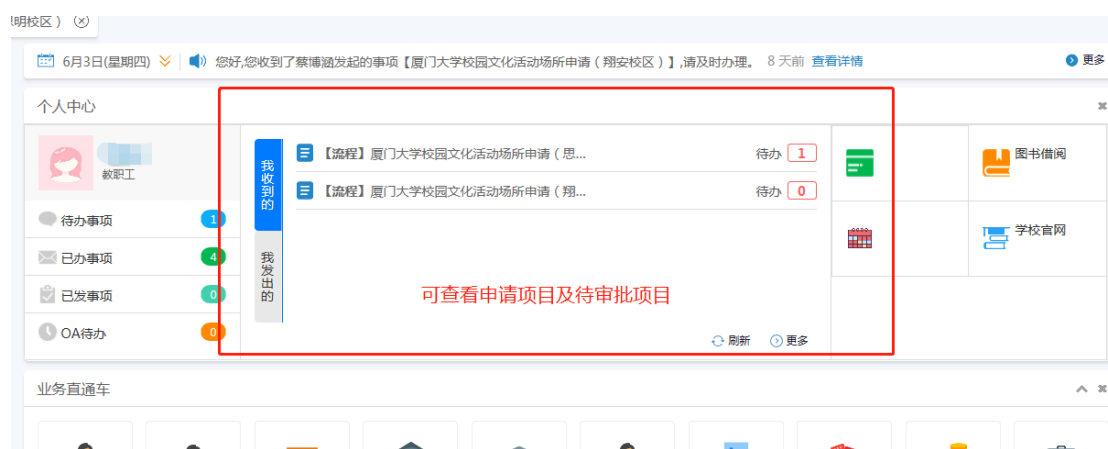 明校区）
6月3日(星期四) 您好,您收到了蔡博涵发起的事项【厦门大学校园文化活动场所申请（翔安校区）】,请及时办理。 8天前 查看详情 更多
个人中心
教职工
待办事项 1
已办事项 4
已发事项 0
OA待办 0
我收到的
我发出的
【流程】厦门大学校园文化活动场所申请（思... 待办 1
【流程】厦门大学校园文化活动场所申请（翔... 待办 0
可查看申请项目及待审批项目
刷新 更多
图书借阅
学校官网
业务直通车